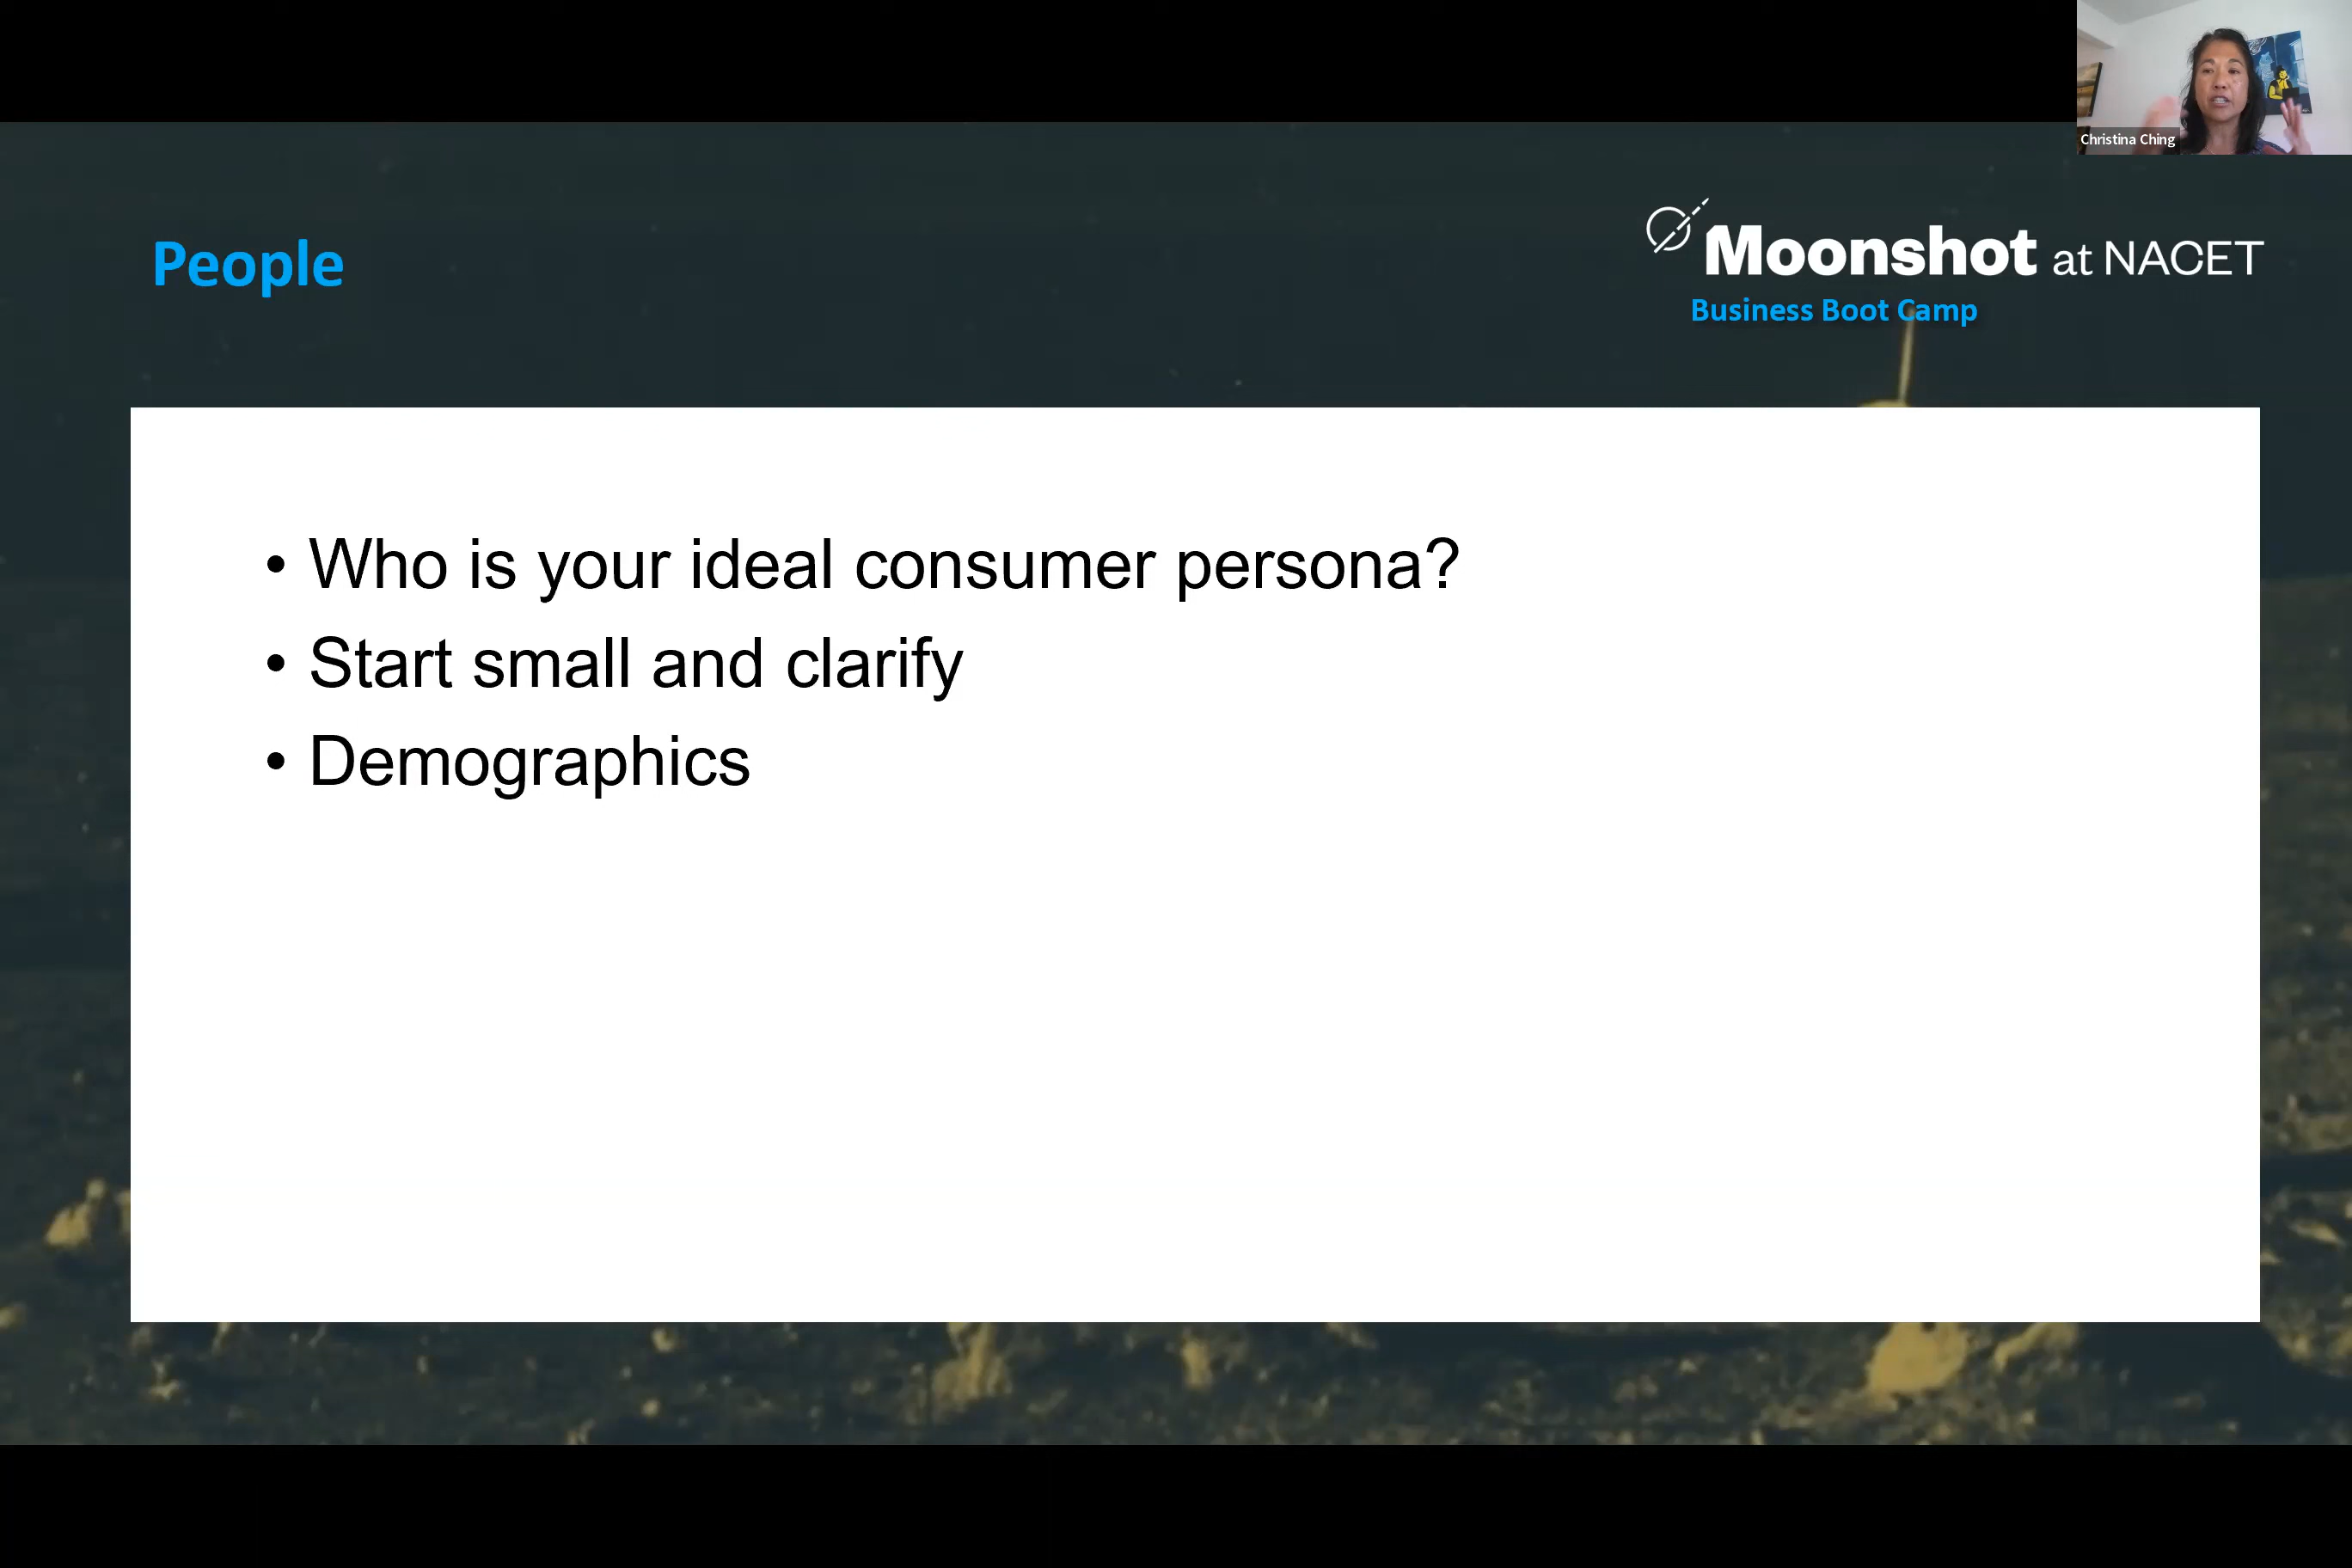 Christina Ching
People
Moonshot at NACET
Business Boot Camp
• Who is your ideal consumer persona?
• Start small and clarify
• Demographics